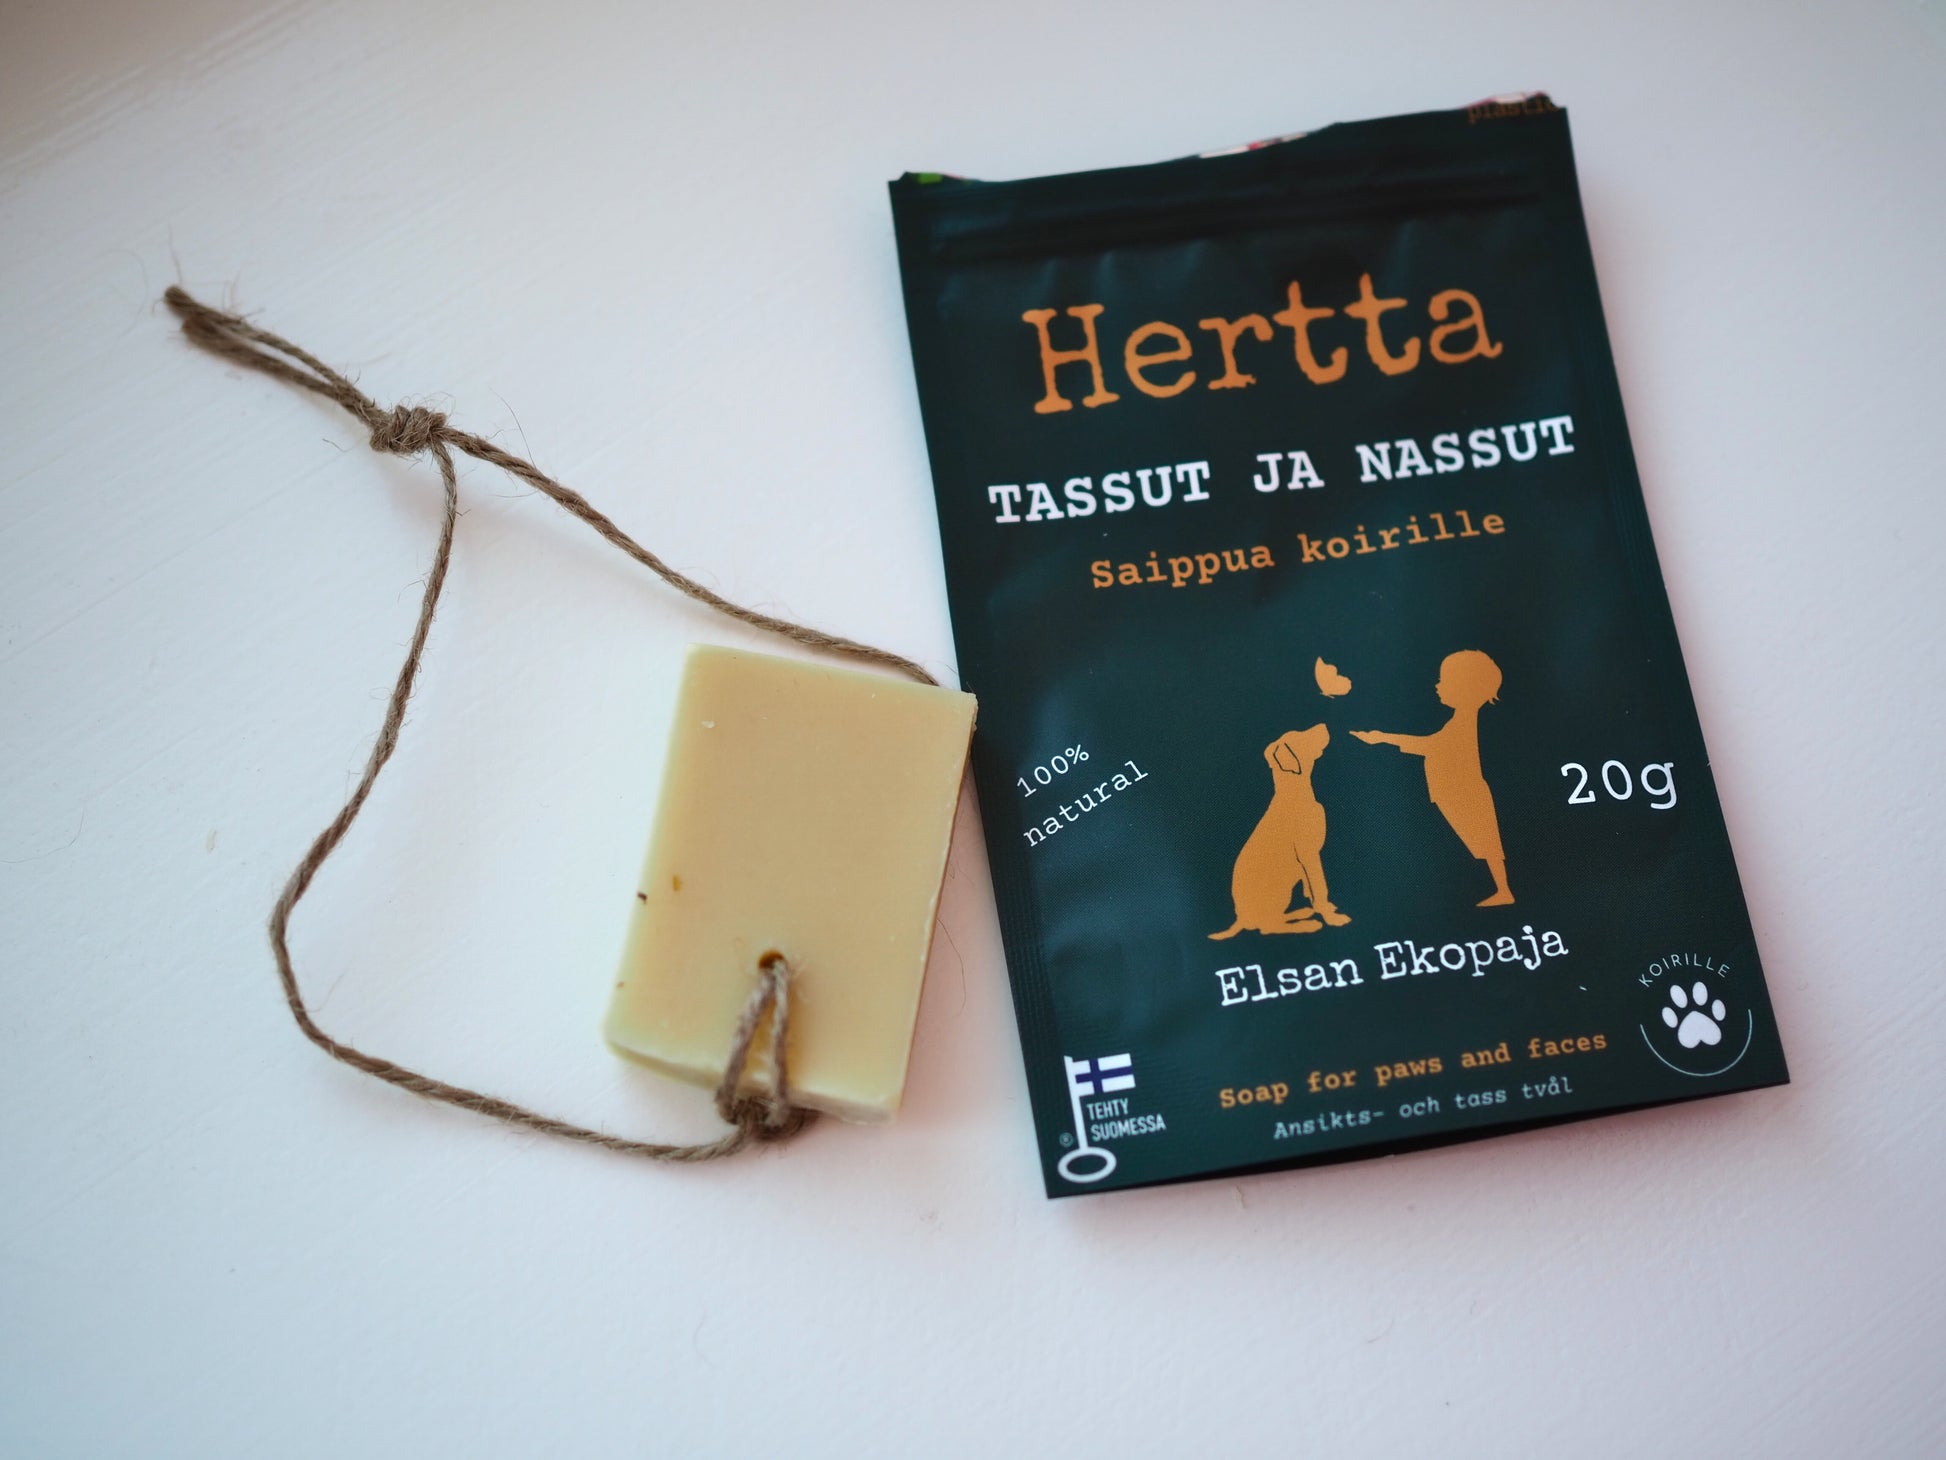 plastic
Hertta
TASSUT JA NASSUT
Saippua koirille
100%
natural
20g
Elsan Ekopaja
KOIRILLE
Soap for paws and faces
Ansikts- och tass tvål
TEHTY
SUOMESSA
®